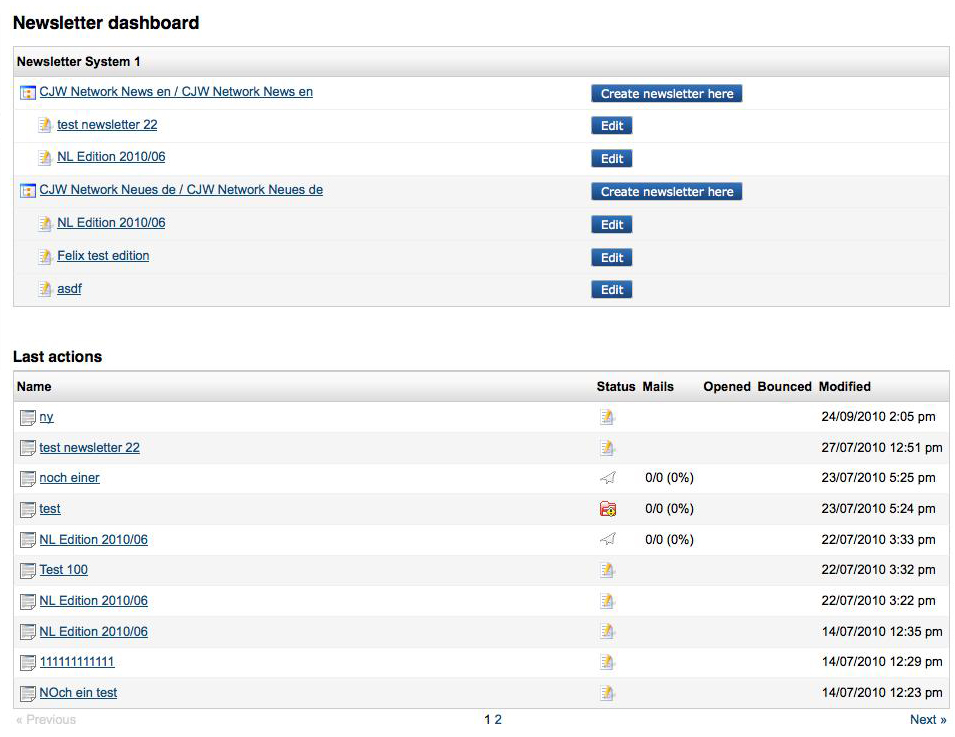 Newsletter dashboard
Newsletter System 1
CJW Network News en / CJW Network News en Create newsletter here
test newsletter 22 Edit
NL Edition 2010/06 Edit
CJW Network Neues de / CJW Network Neues de Create newsletter here
NL Edition 2010/06 Edit
Felix test edition Edit
asdf Edit
Last actions
Name Status Mails Opened Bounced Modified
ny 24/09/2010 2:05 pm
test newsletter 22 27/07/2010 12:51 pm
noch einer 0/0 (0%) 23/07/2010 5:25 pm
test 0/0 (0%) 23/07/2010 5:24 pm
NL Edition 2010/06 0/0 (0%) 22/07/2010 3:33 pm
Test 100 22/07/2010 3:32 pm
NL Edition 2010/06 22/07/2010 3:22 pm
NL Edition 2010/06 14/07/2010 12:35 pm
111111111111 14/07/2010 12:29 pm
NOch ein test 14/07/2010 12:23 pm
« Previous 1 2 Next »